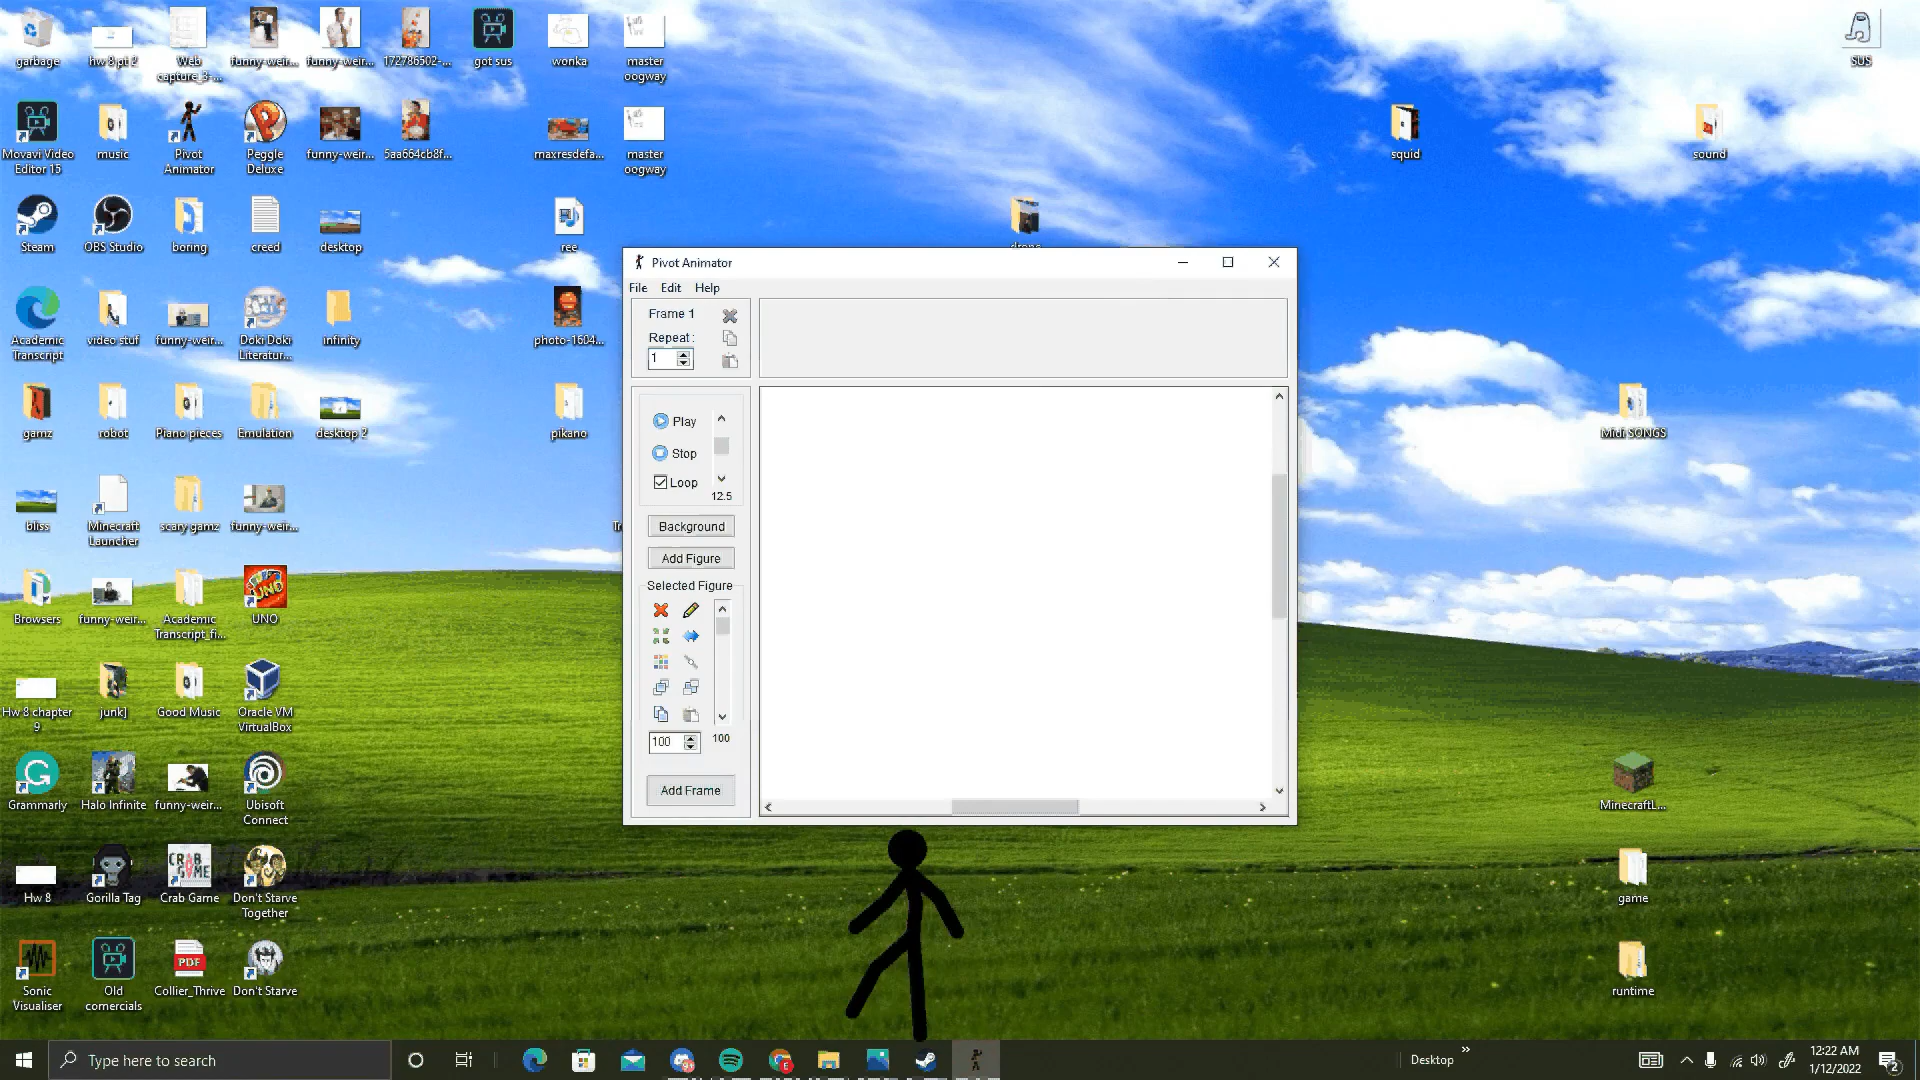 garbage
hw 8 pt 2
Web
capture_3-...
funny-weir...
funny-weir...
172786502-...
got sus
wonka
master
oogway
SUS
Movavi Video
Editor 15
music
Pivot
Animator
Peggle
Deluxe
funny-weir...
5aa664cb8f...
maxresdefa...
master
oogway
squid
sound
Steam
OBS Studio
boring
creed
desktop
ree
drone
Academic
Transcript
video stuf
funny-weir...
Doki Doki
Literatur...
infinity
photo-1604...
gamz
robot
Piano pieces
Emulation
desktop 2
pikano
Midi SONGS
bliss
Minecraft
Launcher
scary gamz
funny-weir...
Tr
Browsers
funny-weir...
Academic
Transcript_fi...
UNO
UNO
Hw 8 chapter
9
junk]
Good Music
Oracle VM
VirtualBox
Grammarly
Halo Infinite
funny-weir...
Ubisoft
Connect
MinecraftL...
Hw 8
Gorilla Tag
CRAB
GAME
Crab Game
Don't Starve
Together
game
Sonic
Visualiser
Old
comercials
PDF
Collier_Thrive
Don't Starve
runtime
Pivot Animator
File Edit Help
Frame 1
Repeat :
1
Play
Stop
Loop
12.5
Background
Add Figure
Selected Figure
100
100
Add Frame
Type here to search
Desktop
12:22 AM
1/12/2022
2